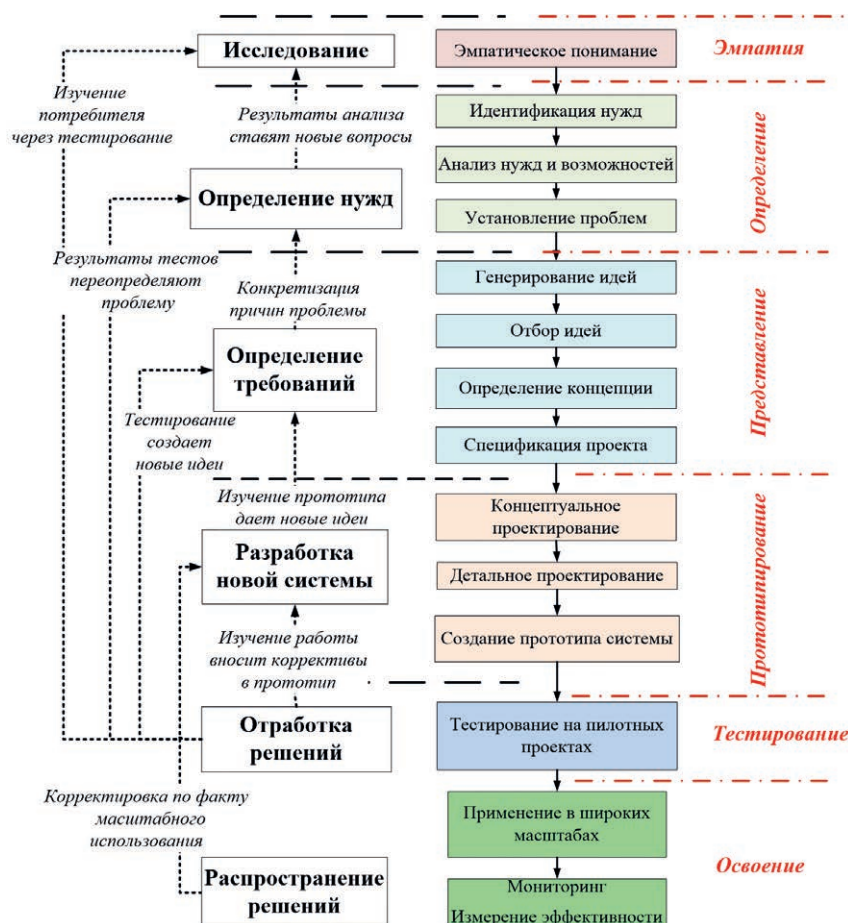 Исследование
Эмпатическое понимание
Эмпатия
Изучение
потребителя
через тестирование
Результаты анализа
ставят новые вопросы
Идентификация нужд
Анализ нужд и возможностей
Установление проблем
Определение
Определение нужд
Результаты тестов
переопределяют
проблему
Конкретизация
причин проблемы
Генерирование идей
Отбор идей
Определение концепции
Спецификация проекта
Представление
Определение
требований
Тестирование
создает
новые идеи
Изучение прототипа
дает новые идеи
Концептуальное
проектирование
Детальное проектирование
Создание прототипа системы
Прототипирование
Разработка
новой системы
Изучение работы
вносит коррективы
в прототип
Отработка
решений
Тестирование на пилотных
проектах
Тестирование
Корректировка по факту
масштабного
использования
Применение в широких
масштабах
Освоение
Распространение
решений
Мониторинг
Измерение эффективности